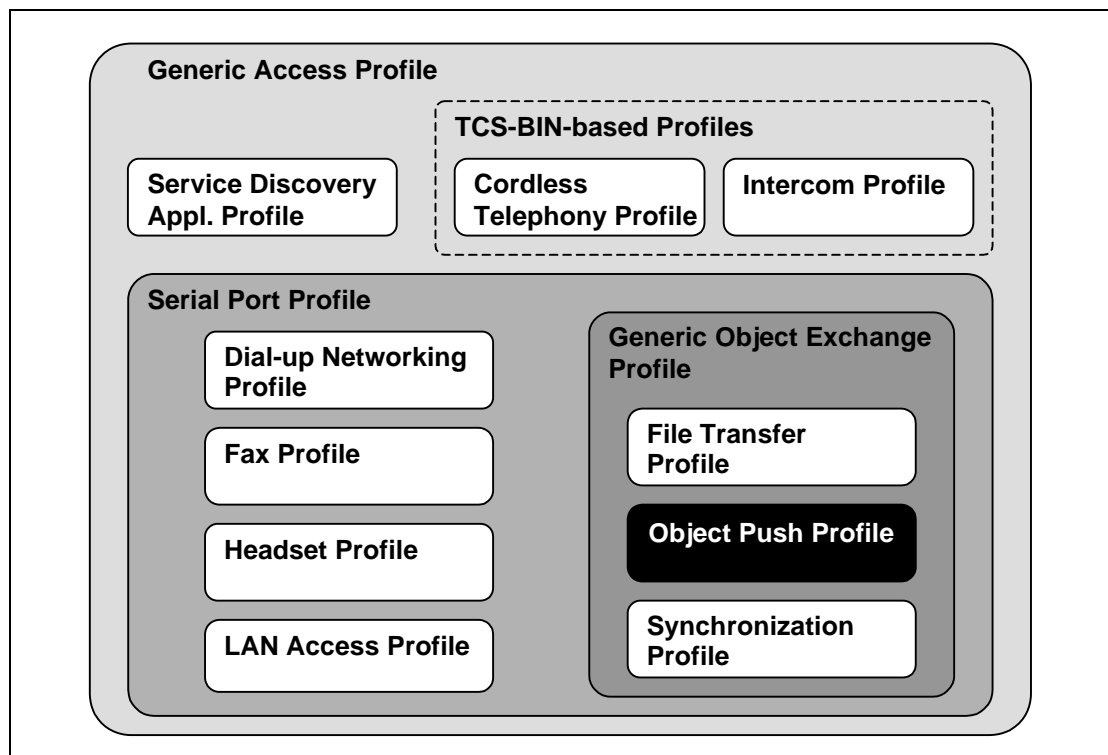 Generic Access Profile
TCS-BIN-based Profiles
Service Discovery
Appl. Profile
Cordless
Telephony Profile
Intercom Profile
Serial Port Profile
Dial-up Networking
Profile
Fax Profile
Headset Profile
LAN Access Profile
Generic Object Exchange
Profile
File Transfer
Profile
Object Push Profile
Synchronization
Profile